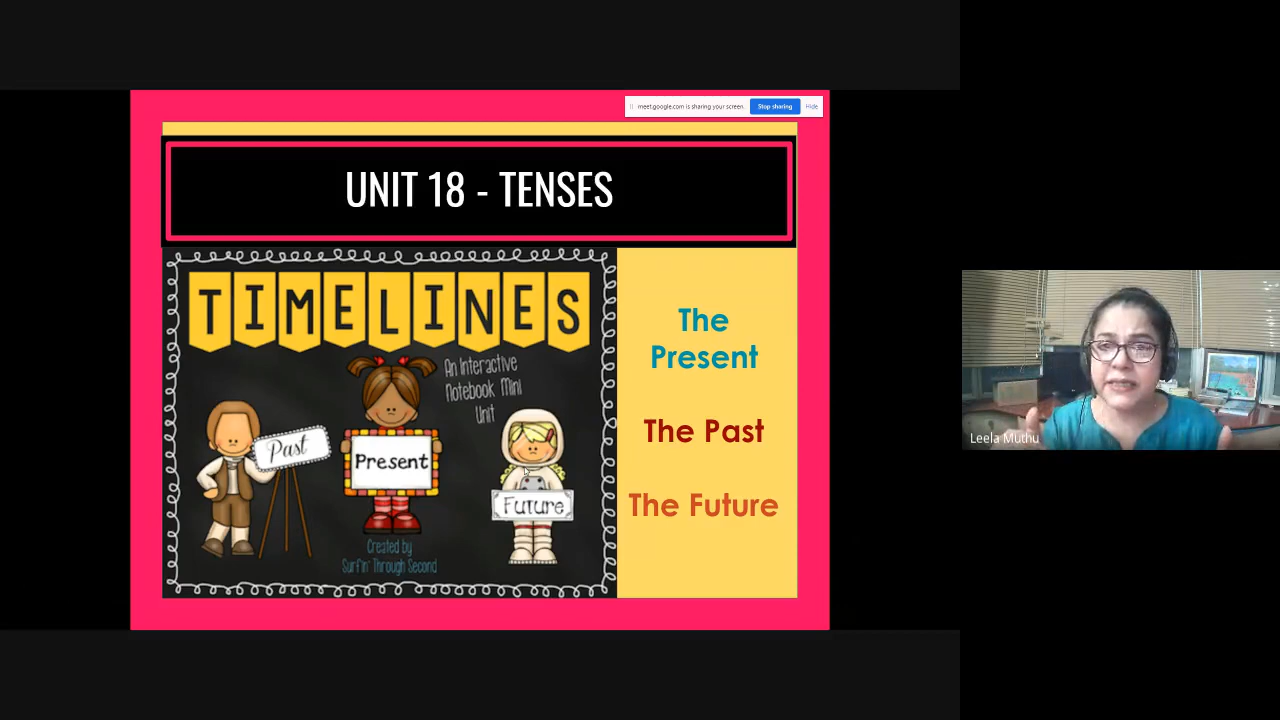 meet.google.com is sharing your screen.
Stop sharing
Hide
UNIT 18 - TENSES
TIMELINES
An Interactive
Notebook Mini
Unit
Past
Present
Future
Created by
Surfin' Through Second
The
Present
The Past
The Future
Leela Muthu